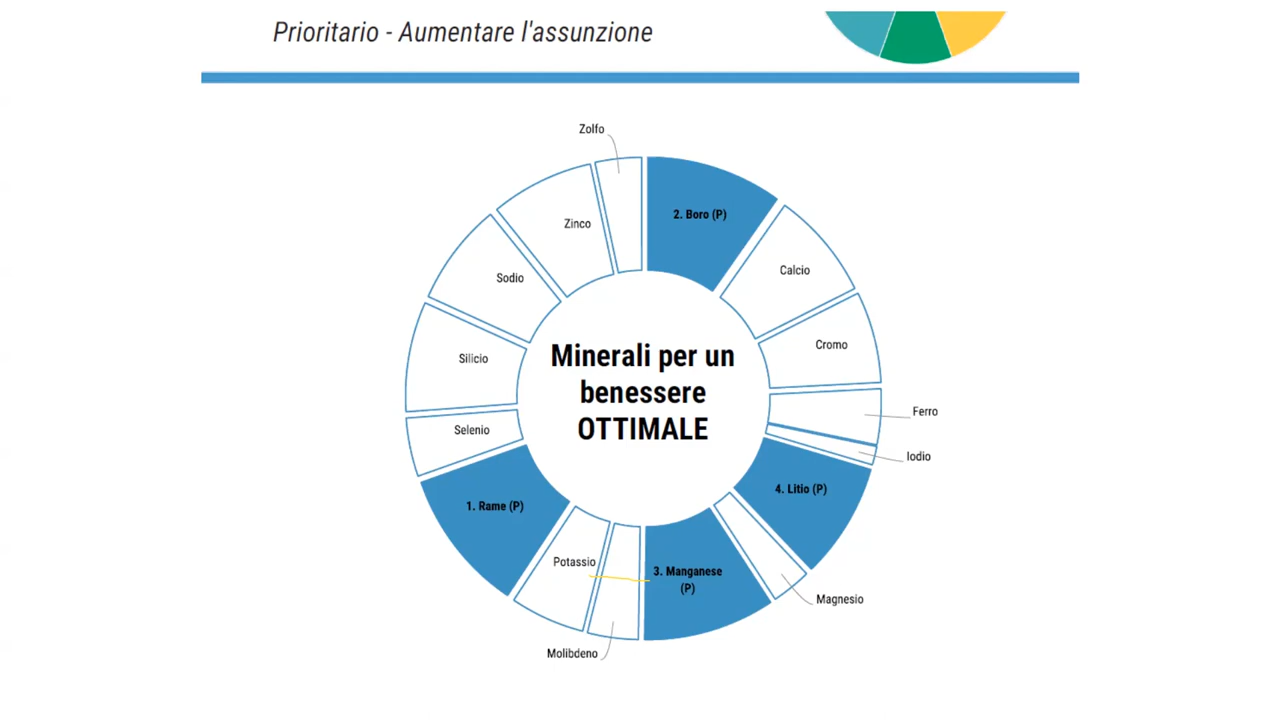 Prioritario - Aumentare l'assunzione
Zolfo
2. Boro (P)
Zinco
Calcio
Sodio
Cromo
Silicio
Minerali per un
benessere
OTTIMALE
Ferro
Selenio
Iodio
4. Litio (P)
1. Rame (P)
Potassio
3. Manganese
(P)
Magnesio
Molibdeno